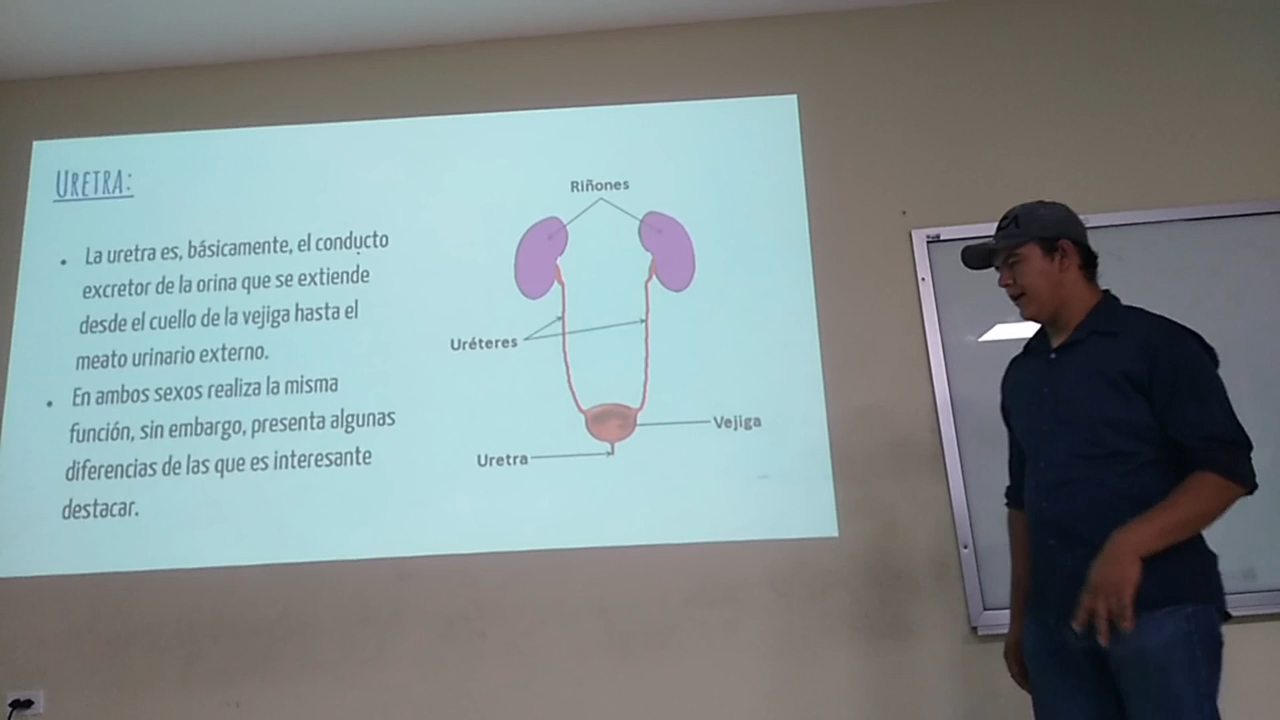 URETRA:
• La uretra es, básicamente, el conducto
excretor de la orina que se extiende
desde el cuello de la vejiga hasta el
meato urinario externo.
• En ambos sexos realiza la misma
función, sin embargo, presenta algunas
diferencias de las que es interesante
destacar.
Riñones
Uréteres
Vejiga
Uretra